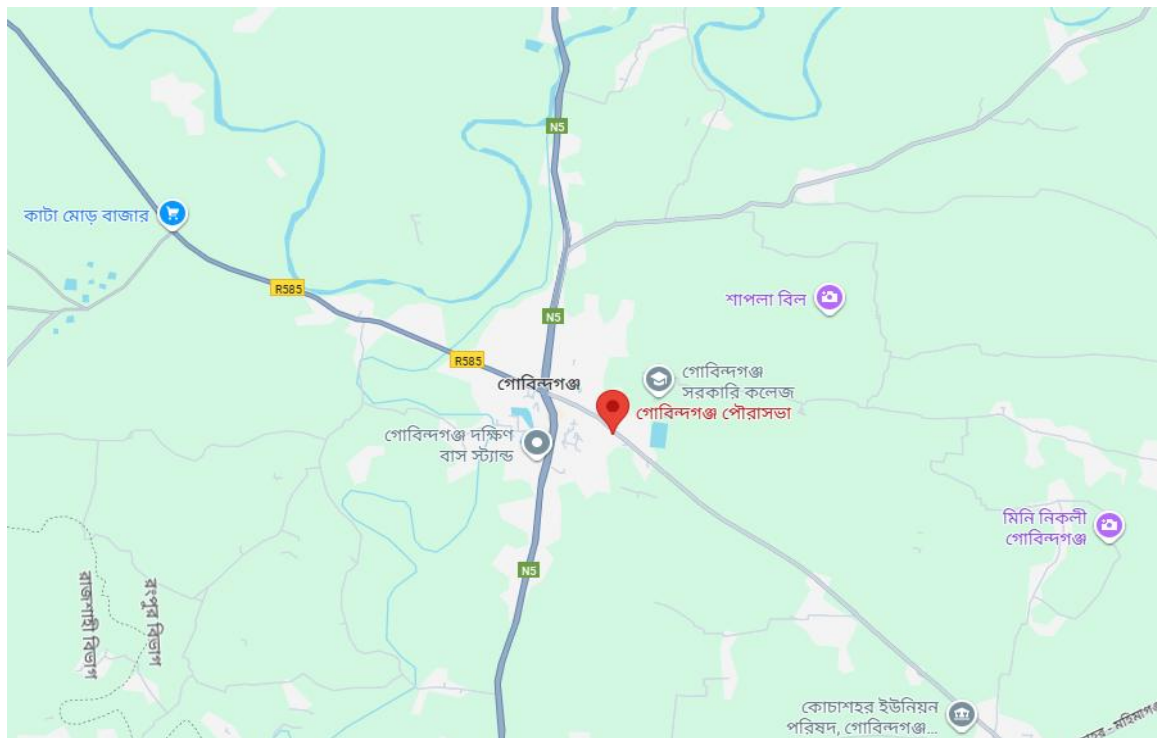 N5
কাটা মোড় বাজার
R585
শাপলা বিল
N5
R585
গোবিন্দগঞ্জ
গোবিন্দগঞ্জ
সরকারি কলেজ
গোবিন্দগঞ্জ পৌরাসভা
গোবিন্দগঞ্জ দক্ষিণ
বাস স্ট্যান্ড
মিনি নিকলী
গোবিন্দগঞ্জ
N5
রাজশাহী বিভাগ
রংপুর বিভাগ
কোচাশহর ইউনিয়ন
পরিষদ, গোবিন্দগঞ্জ...